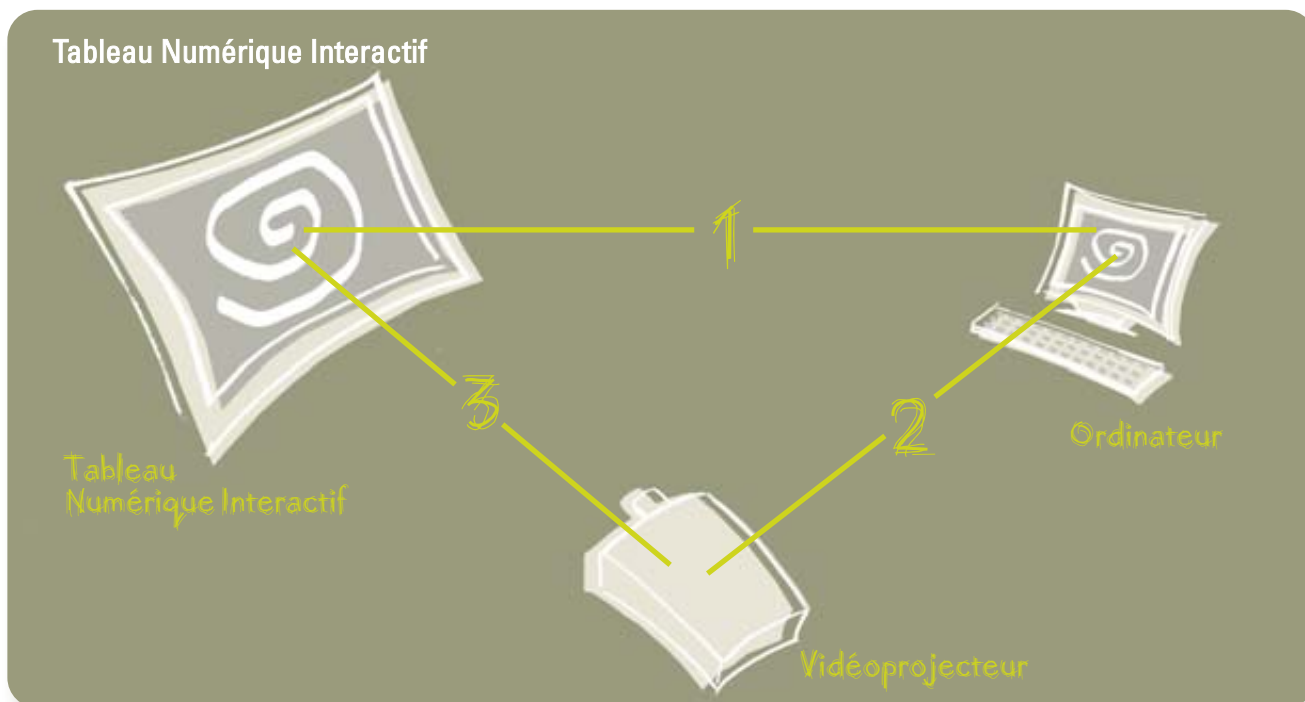 Tableau Numérique Interactif
1
3
2
Ordinateur
Tableau
Numérique Interactif
Vidéoprojecteur